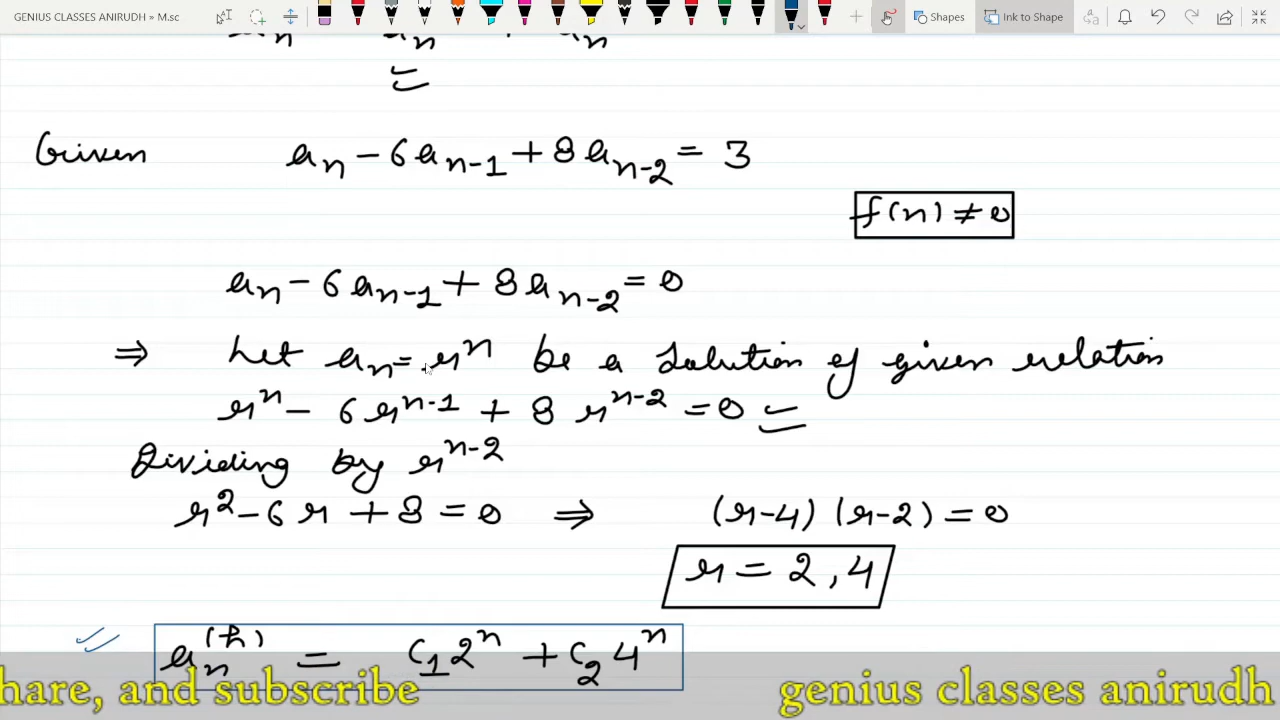 GENIUS CLASSES ANIRUDH » M.sc
Shapes
Ink to Shape
Given aₙ − 6aₙ₋₁ + 8aₙ₋₂ = 3
f(n) ≠ 0
aₙ − 6aₙ₋₁ + 8aₙ₋₂ = 0
⇒ Let aₙ = rⁿ be a solution of given relation
rⁿ − 6rⁿ⁻¹ + 8rⁿ⁻² = 0
Dividing by rⁿ⁻²
r² − 6r + 8 = 0 ⇒ (r−4) (r−2) = 0
r = 2, 4
aₙ⁽ʰ⁾ = C₁2ⁿ + C₂4ⁿ
hare, and subscribe genius classes anirudh